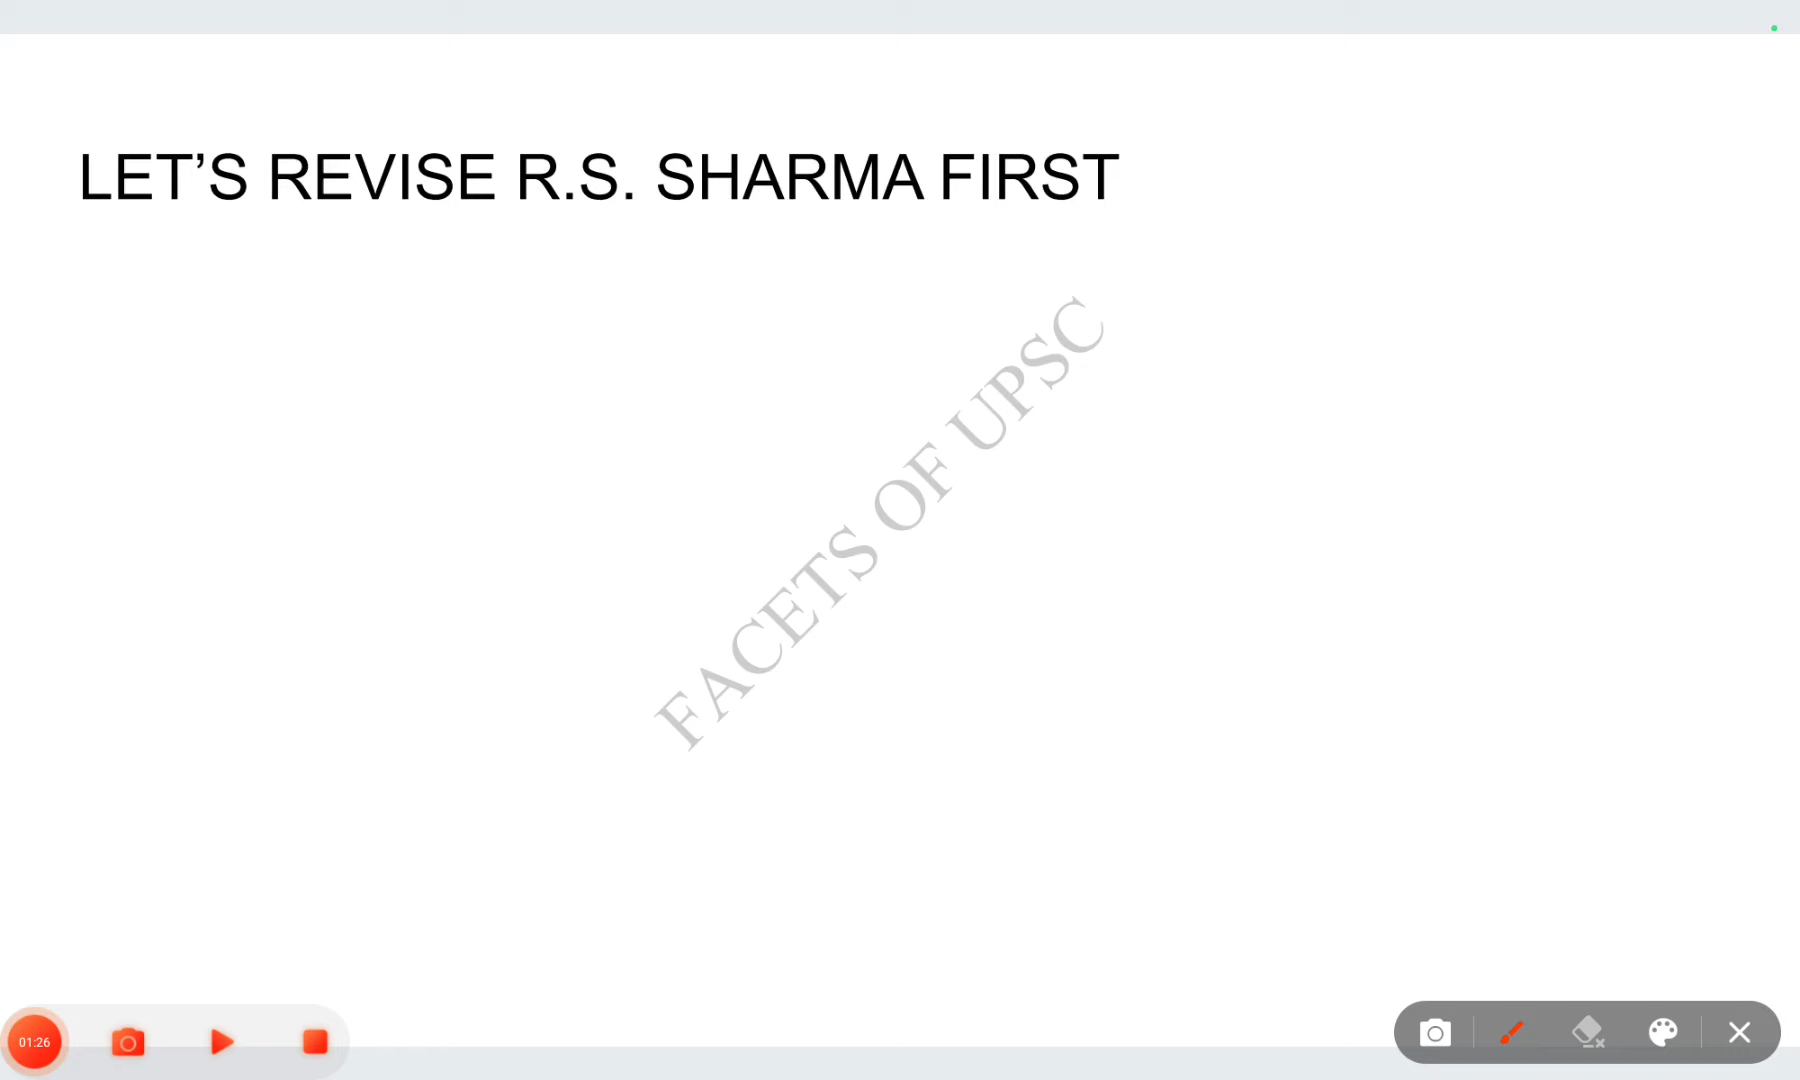 LET’S REVISE R.S. SHARMA FIRST
FACETS OF UPSC
01:26